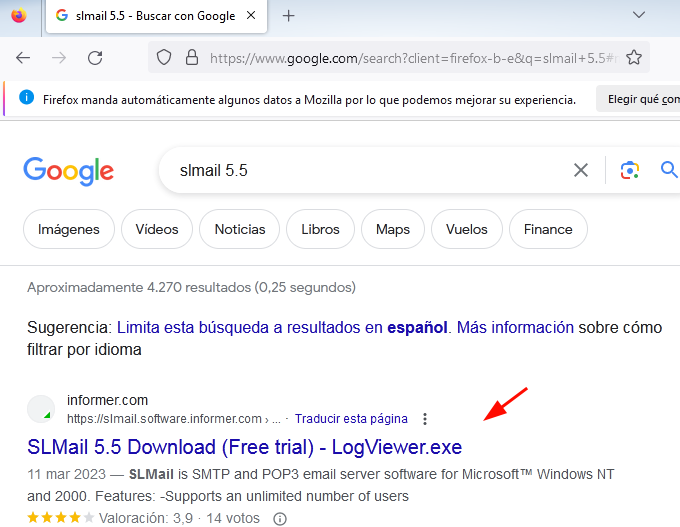 slmail 5.5 - Buscar con Google
https://www.google.com/search?client=firefox-b-e&q=slmail+5.5#
Firefox manda automáticamente algunos datos a Mozilla por lo que podemos mejorar su experiencia.
Elegir qué com
Google
slmail 5.5
Imágenes Vídeos Noticias Libros Maps Vuelos Finance
Aproximadamente 4.270 resultados (0,25 segundos)
Sugerencia: Limita esta búsqueda a resultados en español. Más información sobre cómo
filtrar por idioma
informer.com
https://slmail.software.informer.com › ... · Traducir esta página
SLMail 5.5 Download (Free trial) - LogViewer.exe
11 mar 2023 — SLMail is SMTP and POP3 email server software for Microsoft™ Windows NT
and 2000. Features: -Supports an unlimited number of users
Valoración: 3,9 · 14 votos